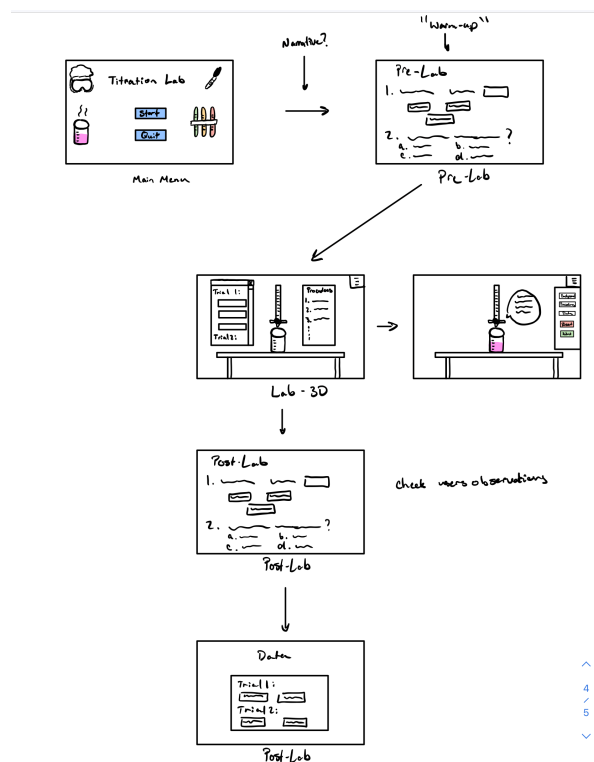 "Warm-up"
Narrative?
Titration Lab
Start
Quit
Main Menu
Pre-Lab
1.
2. ?
a. b.
c. d.
Pre-Lab
Trial 1:
Trial 2:
Procedures
1.
2.
3.
Lab - 3D
Data
Post-Lab
1.
2. ?
a. b.
c. d.
Post-Lab
Check users observations
Data
Trial 1:
Trial 2:
Post-Lab
4
/
5